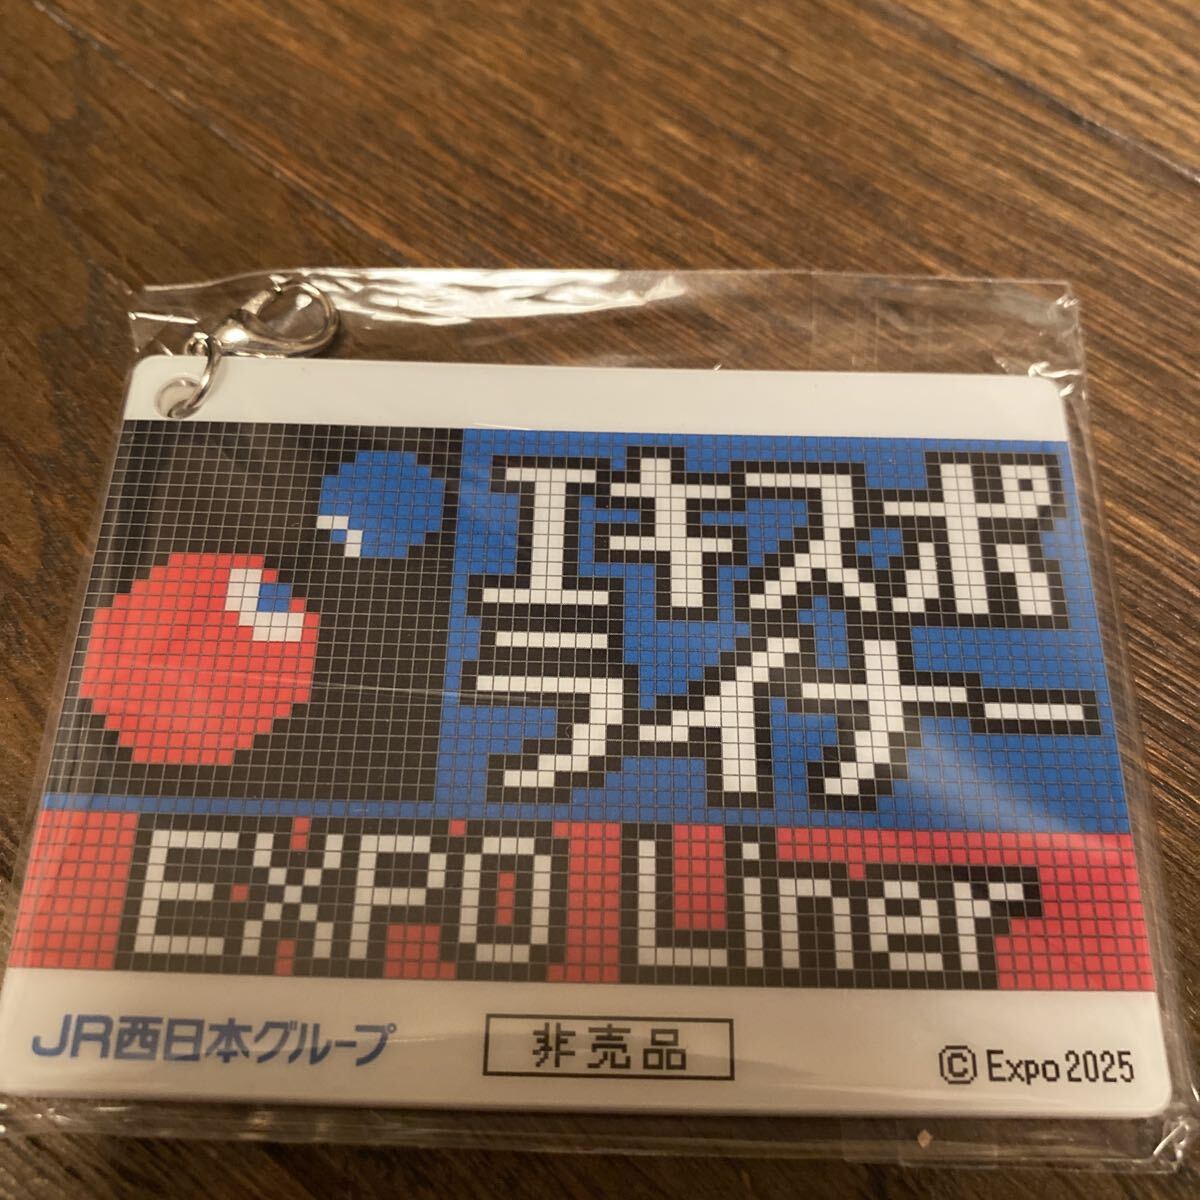 エキスポ
ライナー
EXPO Liner
JR西日本グループ
非売品
© Expo 2025